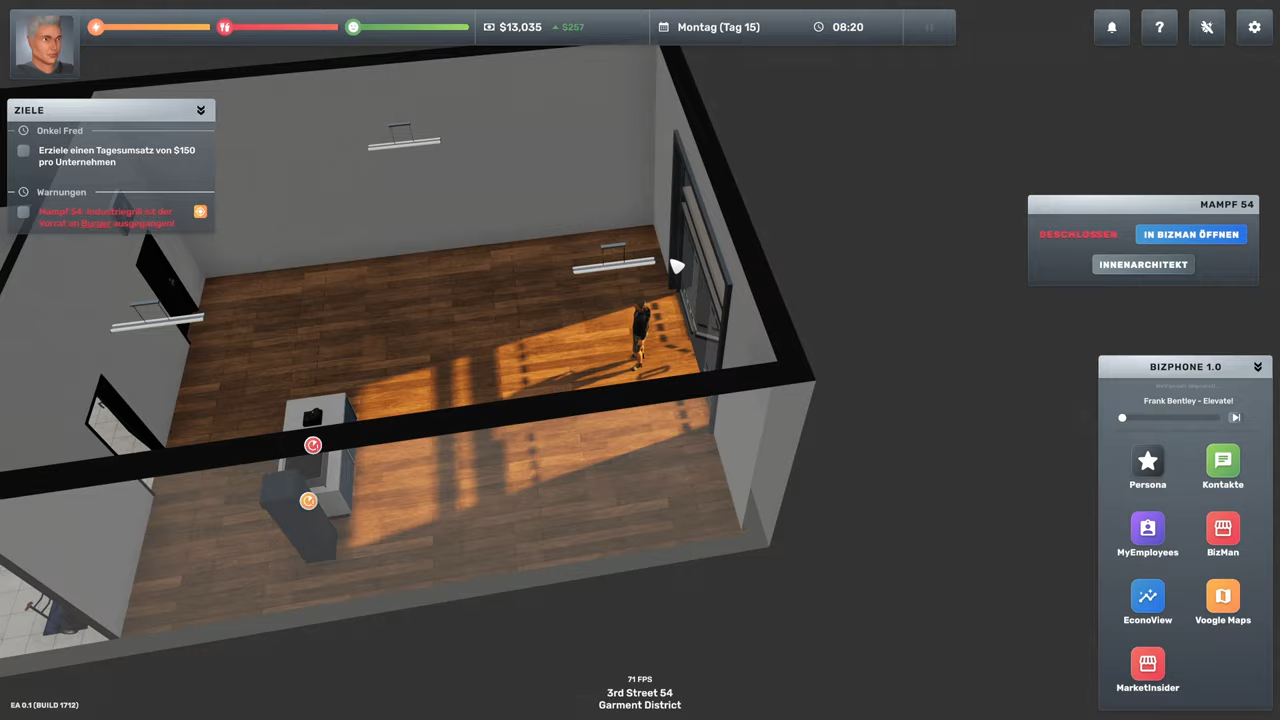 $13,035
$257
Montag (Tag 15)
08:20
?
ZIELE
Onkel Fred
Erziele einen Tagesumsatz von $150
pro Unternehmen
Warnungen
Mampf 54: Industriegrill ist der
Vorrat an Burger ausgegangen!
MAMPF 54
IN BIZMAN ÖFFNEN
INNENARCHITEKT
BIZPHONE 1.0
Frank Bentley - Elevate!
Persona
Kontakte
MyEmployees
BizMan
EconoView
Voogle Maps
MarketInsider
71 FPS
3rd Street 54
Garment District
EA 0.1 (BUILD 1712)